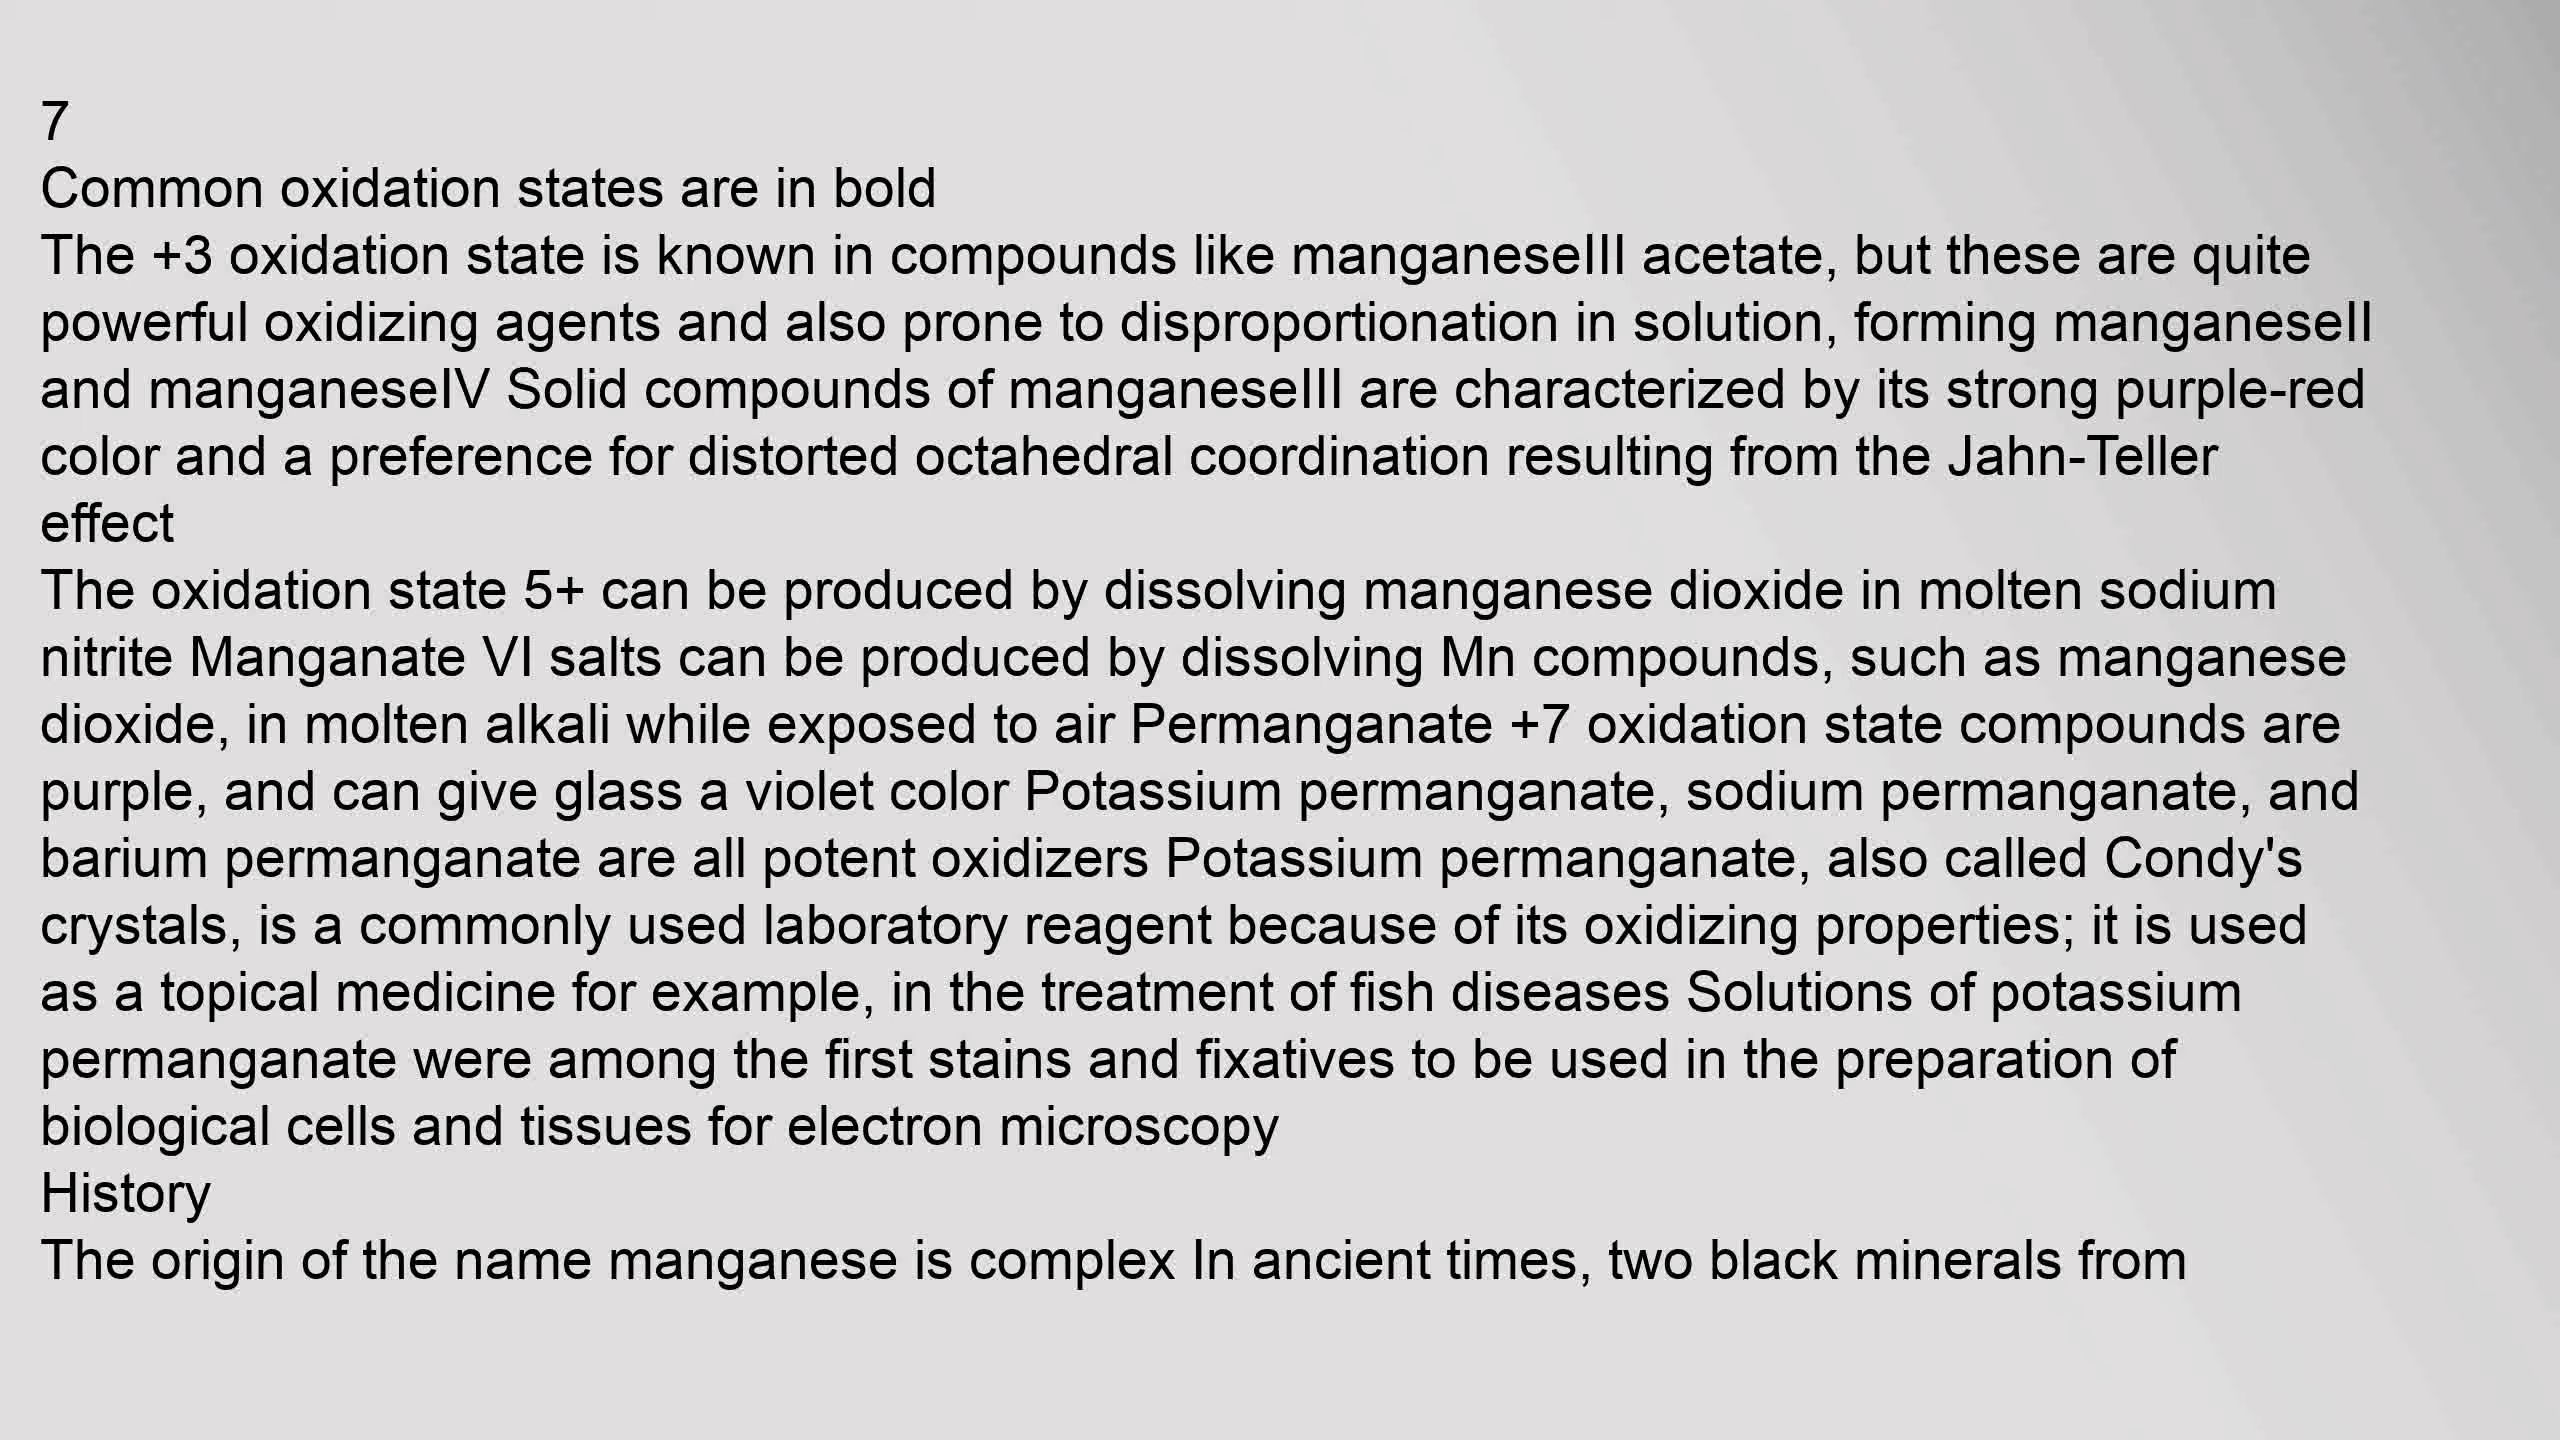 7
Common oxidation states are in bold
The +3 oxidation state is known in compounds like manganeseIII acetate, but these are quite
powerful oxidizing agents and also prone to disproportionation in solution, forming manganeseII
and manganeseIV Solid compounds of manganeseIII are characterized by its strong purple-red
color and a preference for distorted octahedral coordination resulting from the Jahn-Teller
effect
The oxidation state 5+ can be produced by dissolving manganese dioxide in molten sodium
nitrite Manganate VI salts can be produced by dissolving Mn compounds, such as manganese
dioxide, in molten alkali while exposed to air Permanganate +7 oxidation state compounds are
purple, and can give glass a violet color Potassium permanganate, sodium permanganate, and
barium permanganate are all potent oxidizers Potassium permanganate, also called Condy's
crystals, is a commonly used laboratory reagent because of its oxidizing properties; it is used
as a topical medicine for example, in the treatment of fish diseases Solutions of potassium
permanganate were among the first stains and fixatives to be used in the preparation of
biological cells and tissues for electron microscopy
History
The origin of the name manganese is complex In ancient times, two black minerals from